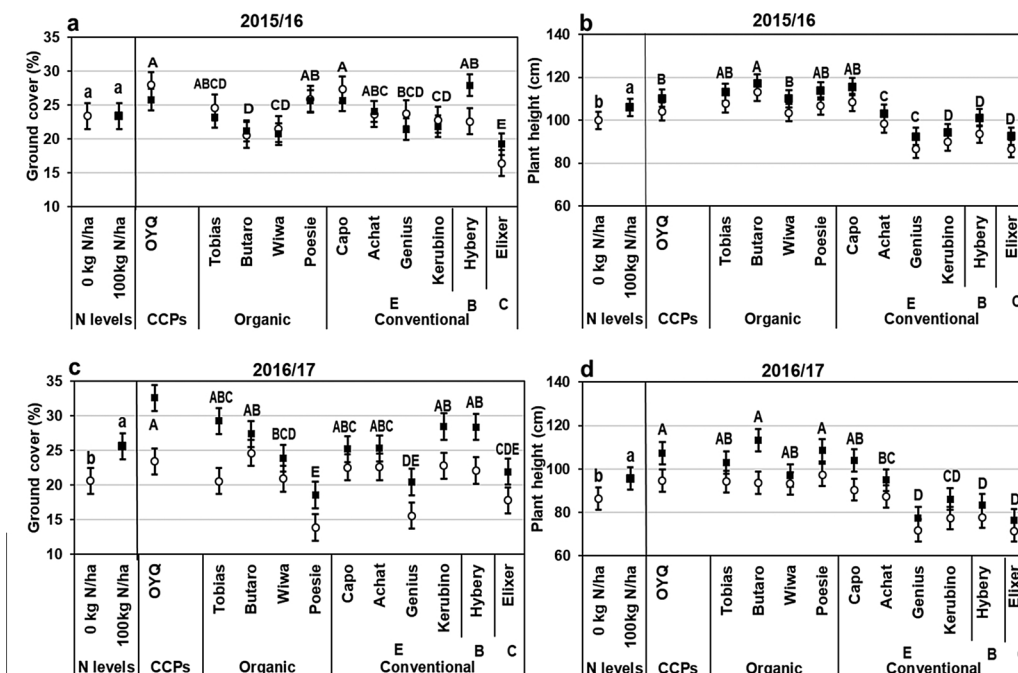 a
2015/16
Ground cover (%)
35
30
25
20
15
10
a
a
A
ABCD
D
CD
AB
A
ABC
BCD
CD
AB
E
0 kg N/ha
100kg N/ha
OYQ
Tobias
Butaro
Wiwa
Poesie
Capo
Achat
Genius
Kerubino
Hybery
Elixer
E
B
C
N levels
CCPs
Organic
Conventional
b
2015/16
Plant height (cm)
140
120
100
80
60
b
a
B
AB
A
B
AB
AB
C
C
D
B
D
0 kg N/ha
100kg N/ha
OYQ
Tobias
Butaro
Wiwa
Poesie
Capo
Achat
Genius
Kerubino
Hybery
Elixer
E
B
N levels
CCPs
Organic
Conventional
c
2016/17
Ground cover (%)
35
30
25
20
15
10
b
a
A
ABC
AB
BCD
E
ABC
ABC
DE
AB
AB
CDE
0 kg N/ha
100kg N/ha
OYQ
Tobias
Butaro
Wiwa
Poesie
Capo
Achat
Genius
Kerubino
Hybery
Elixer
E
B
C
N levels
CCPs
Organic
Conventional
d
2016/17
Plant height (cm)
140
120
100
80
60
b
a
A
AB
A
AB
A
AB
BC
D
CD
D
D
0 kg N/ha
100kg N/ha
OYQ
Tobias
Butaro
Wiwa
Poesie
Capo
Achat
Genius
Kerubino
Hybery
Elixer
E
B
N levels
CCPs
Organic
Conventional